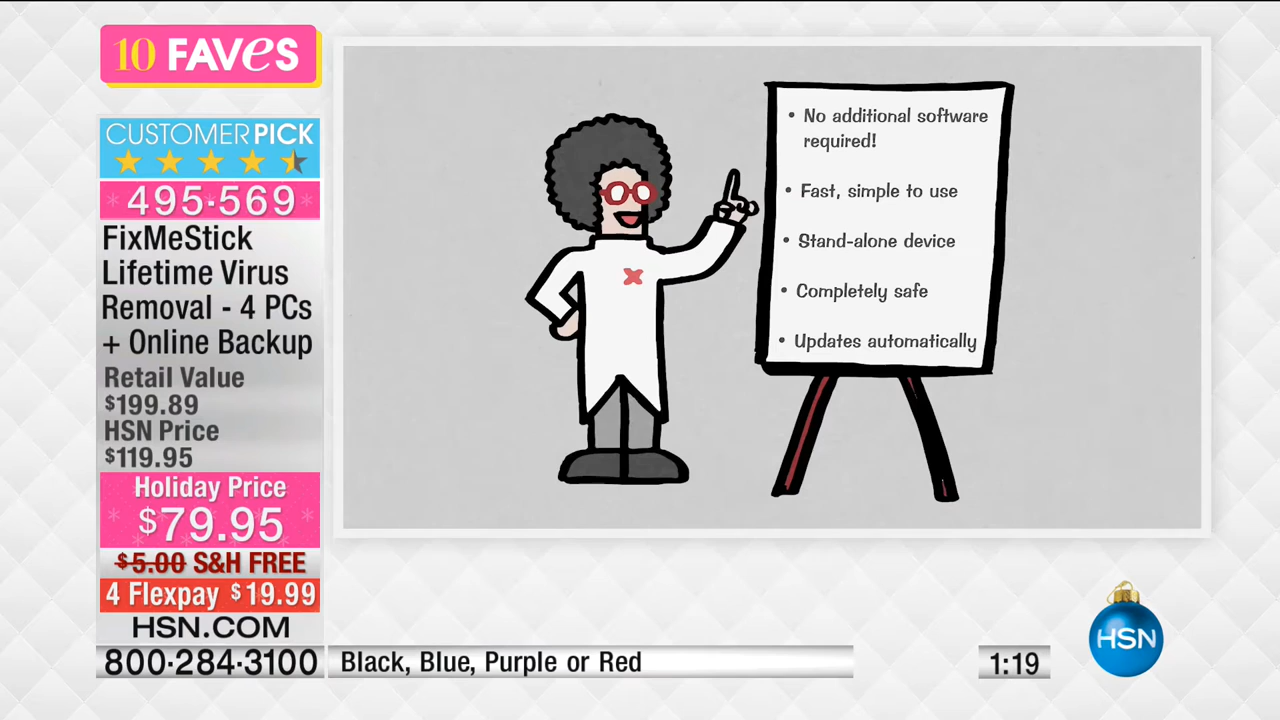 10 FAVeS
CUSTOMER PICK
495-569
FixMeStick
Lifetime Virus
Removal - 4 PCs
+ Online Backup
Retail Value
$199.89
HSN Price
$119.95
Holiday Price
$79.95
$5.00 S&H FREE
4 Flexpay $19.99
HSN.COM
800-284-3100
• No additional software
required!
• Fast, simple to use
• Stand-alone device
• Completely safe
• Updates automatically
Black, Blue, Purple or Red
1:19
HSN